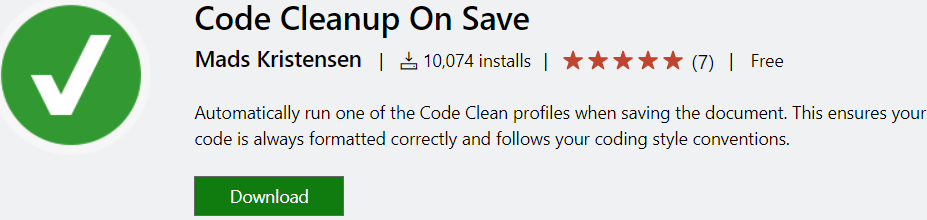 Code Cleanup On Save
Mads Kristensen | 10,074 installs | (7) | Free
Automatically run one of the Code Clean profiles when saving the document. This ensures your
code is always formatted correctly and follows your coding style conventions.
Download